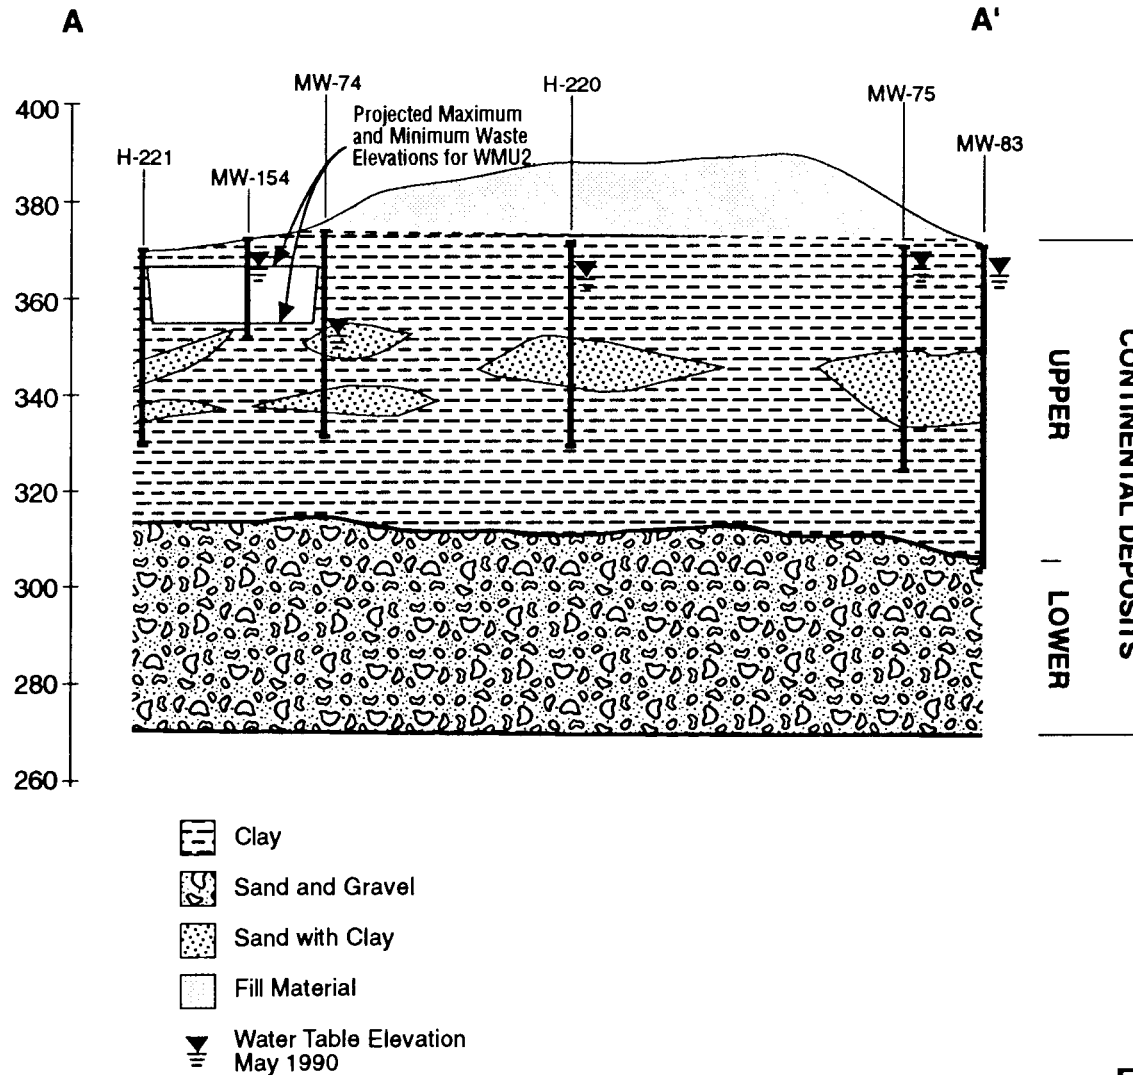 A
A'
MW-74
H-220
MW-75
400
Projected Maximum
and Minimum Waste
Elevations for WMU2
H-221
MW-154
MW-83
380
360
340
320
300
280
260
UPPER
LOWER
CONTINENTAL DEPOSITS
Clay
Sand and Gravel
Sand with Clay
Fill Material
Water Table Elevation
May 1990